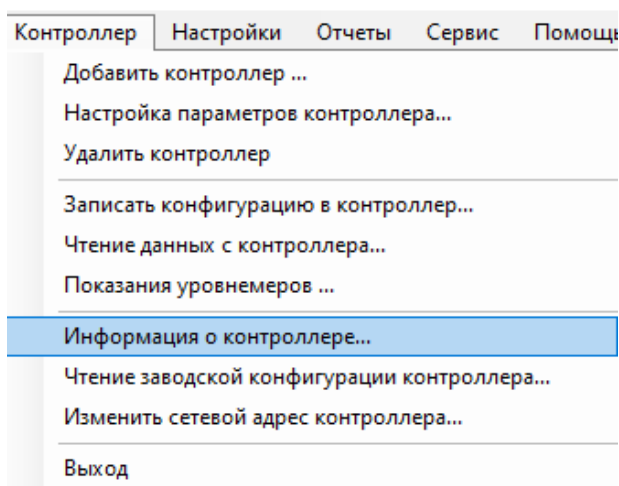 Контроллер Настройки Отчеты Сервис Помощь
Добавить контроллер ...
Настройка параметров контроллера...
Удалить контроллер
Записать конфигурацию в контроллер...
Чтение данных с контроллера...
Показания уровнемеров ...
Информация о контроллере...
Чтение заводской конфигурации контроллера...
Изменить сетевой адрес контроллера...
Выход